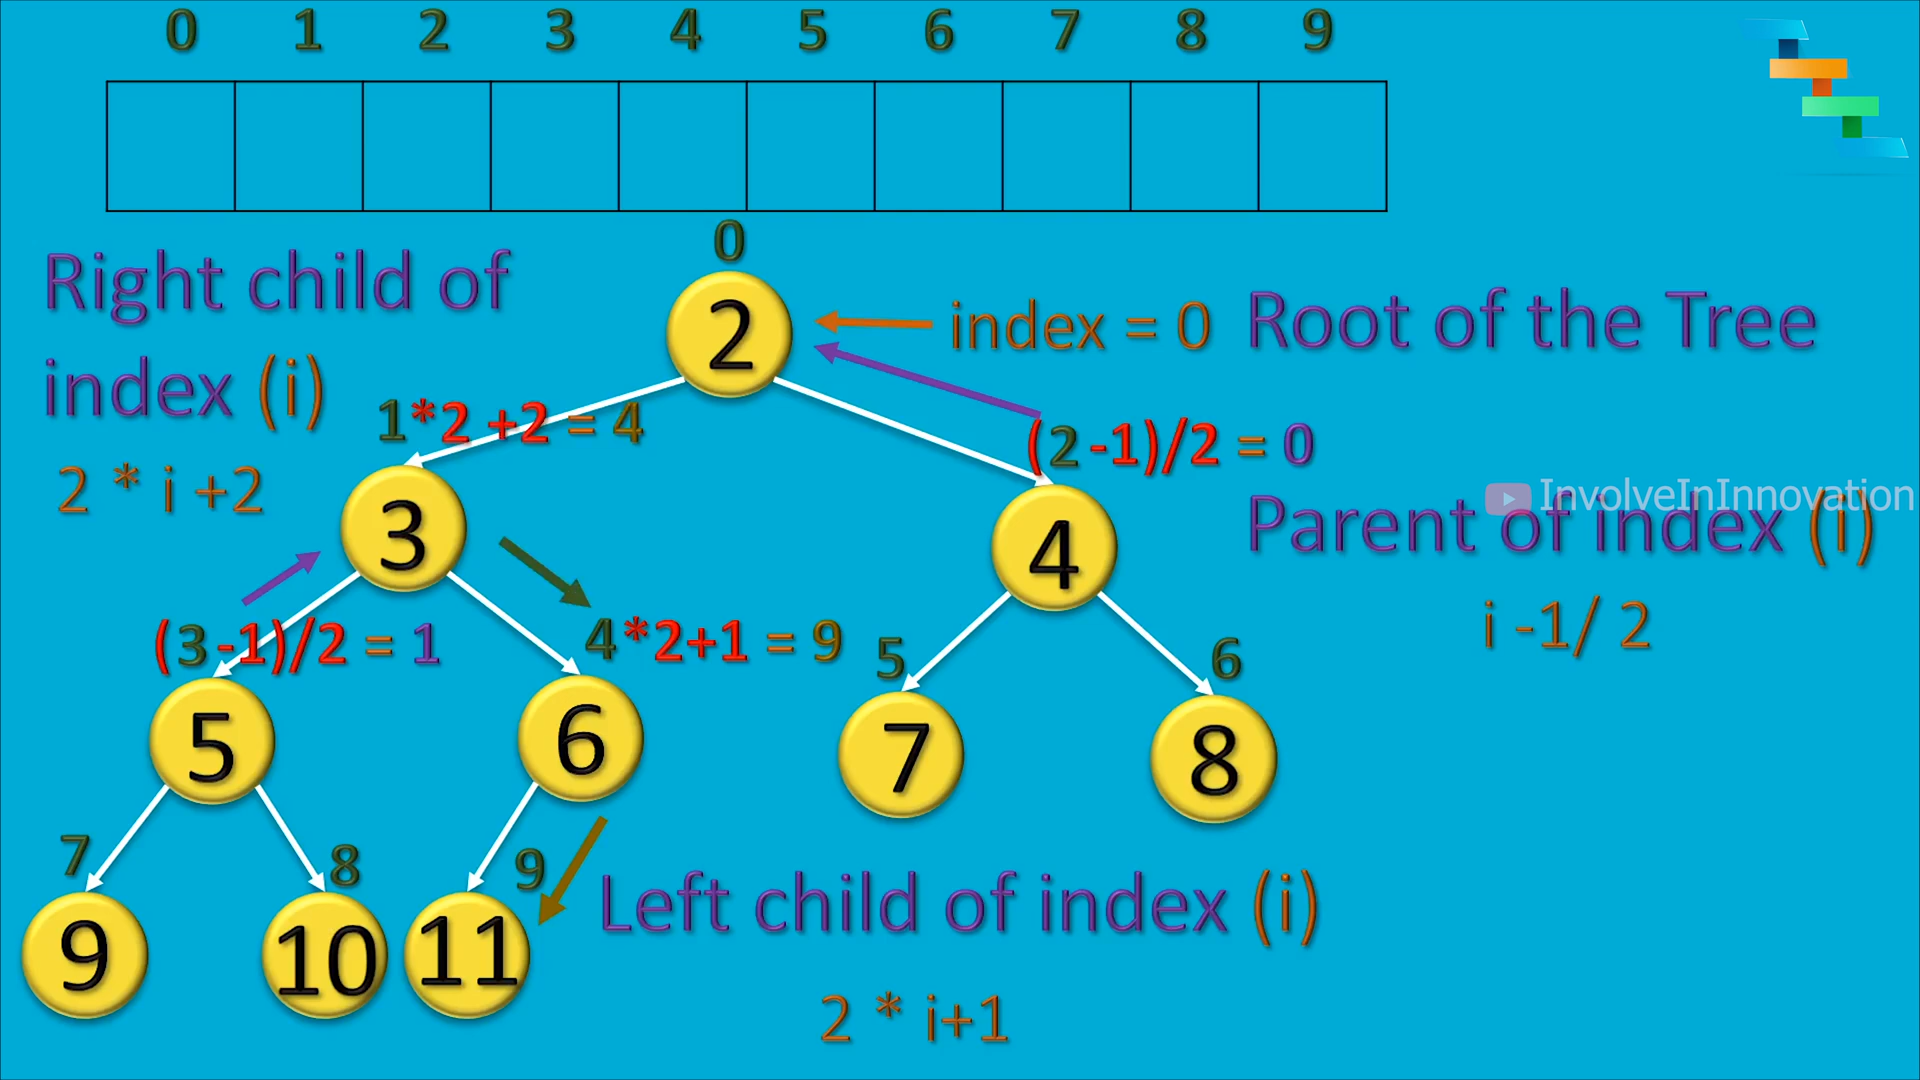 0 1 2 3 4 5 6 7 8 9
0
Right child of
index (i)
2 * i +2
2
index = 0
Root of the Tree
1*2 +2 = 4
(2 -1)/2 = 0
InvolveInInnovation
Parent of index (i)
i -1/ 2
3
4
(3 -1)/2 = 1
4*2+1 = 9
5
6
5
6
7
8
7
8
9
9
10
11
Left child of index (i)
2 * i+1